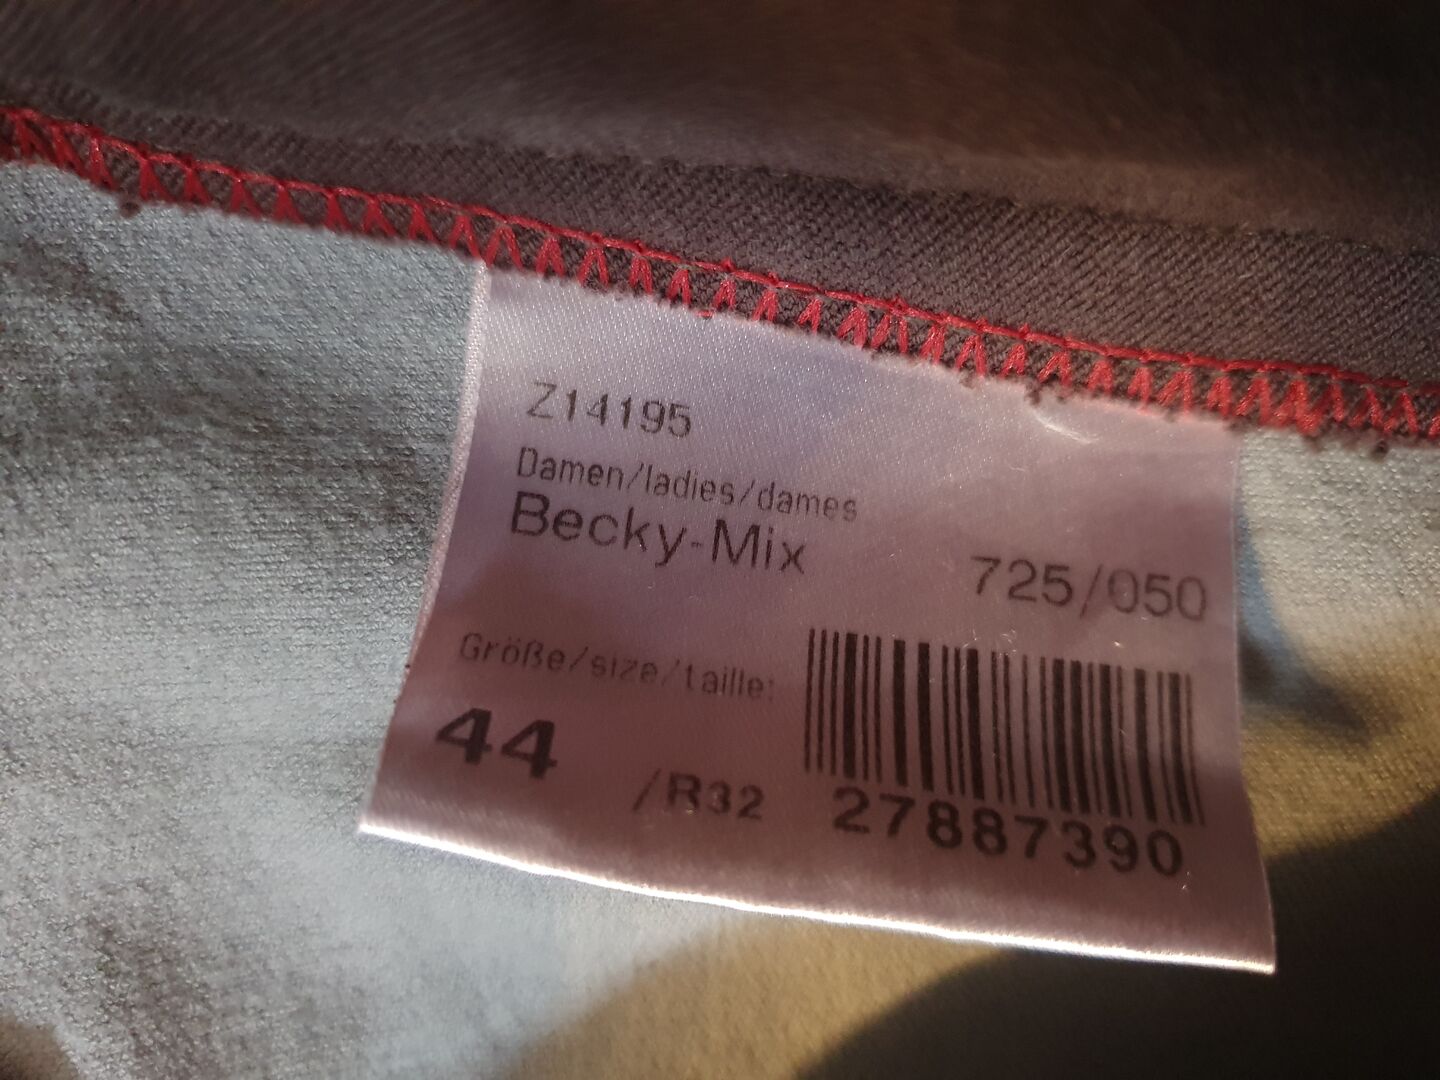 Z14195
Damen/ladies/dames
Becky-Mix
725/050
Größe/size/taille:
44
/R32
27887390